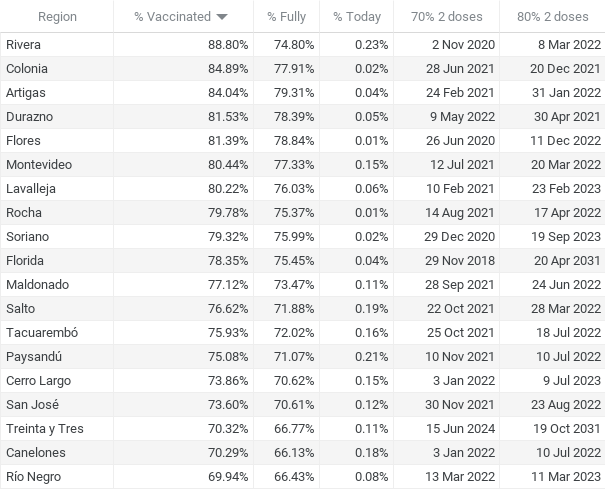 Region % Vaccinated % Fully % Today 70% 2 doses 80% 2 doses
Rivera 88.80% 74.80% 0.23% 2 Nov 2020 8 Mar 2022
Colonia 84.89% 77.91% 0.02% 28 Jun 2021 20 Dec 2021
Artigas 84.04% 79.31% 0.04% 24 Feb 2021 31 Jan 2022
Durazno 81.53% 78.39% 0.05% 9 May 2022 30 Apr 2021
Flores 81.39% 78.84% 0.01% 26 Jun 2020 11 Dec 2022
Montevideo 80.44% 77.33% 0.15% 12 Jul 2021 20 Mar 2022
Lavalleja 80.22% 76.03% 0.06% 10 Feb 2021 23 Feb 2023
Rocha 79.78% 75.37% 0.01% 14 Aug 2021 17 Apr 2022
Soriano 79.32% 75.99% 0.02% 29 Dec 2020 19 Sep 2023
Florida 78.35% 75.45% 0.04% 29 Nov 2018 20 Apr 2031
Maldonado 77.12% 73.47% 0.11% 28 Sep 2021 24 Jun 2022
Salto 76.62% 71.88% 0.19% 22 Oct 2021 28 Mar 2022
Tacuarembó 75.93% 72.02% 0.16% 25 Oct 2021 18 Jul 2022
Paysandú 75.08% 71.07% 0.21% 10 Nov 2021 10 Jul 2022
Cerro Largo 73.86% 70.62% 0.15% 3 Jan 2022 9 Jul 2023
San José 73.60% 70.61% 0.12% 30 Nov 2021 23 Aug 2022
Treinta y Tres 70.32% 66.77% 0.11% 15 Jun 2024 19 Oct 2031
Canelones 70.29% 66.13% 0.18% 3 Jan 2022 10 Jul 2022
Río Negro 69.94% 66.43% 0.08% 13 Mar 2022 11 Mar 2023